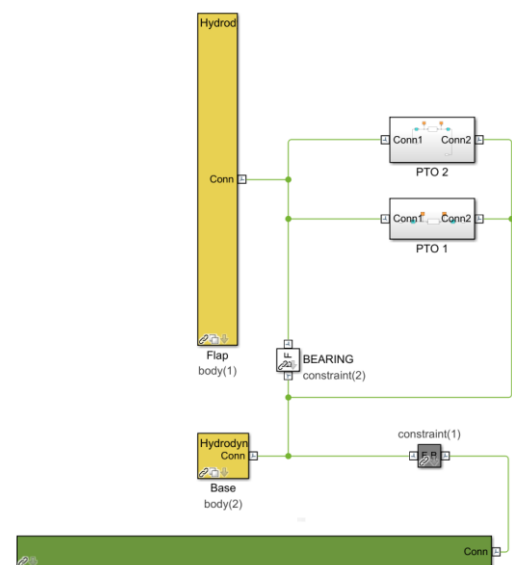 Hydrod
Conn
Flap
body(1)
Conn1
Conn2
PTO 2
Conn1
Conn2
PTO 1
F
BEARING
constraint(2)
Hydrodyn
Conn
Base
body(2)
constraint(1)
F R
Conn